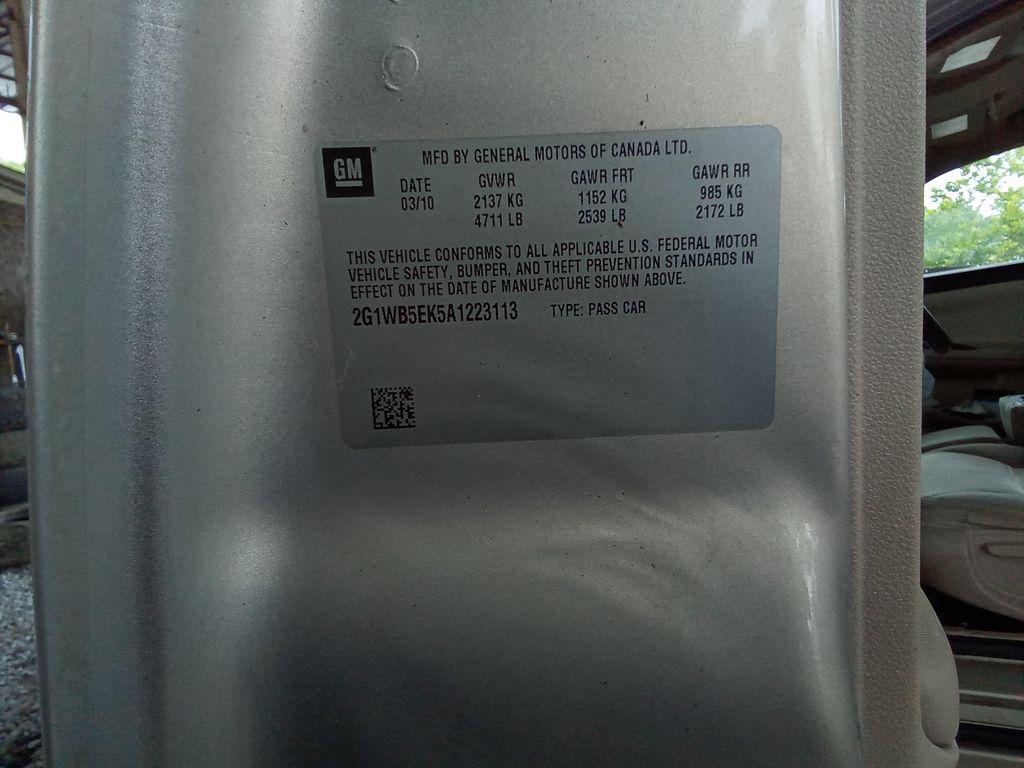 GM
MFD BY GENERAL MOTORS OF CANADA LTD.
DATE GVWR GAWR FRT GAWR RR
03/10 2137 KG 1152 KG 985 KG
4711 LB 2539 LB 2172 LB
THIS VEHICLE CONFORMS TO ALL APPLICABLE U.S. FEDERAL MOTOR
VEHICLE SAFETY, BUMPER, AND THEFT PREVENTION STANDARDS IN
EFFECT ON THE DATE OF MANUFACTURE SHOWN ABOVE.
2G1WB5EK5A1223113 TYPE: PASS CAR